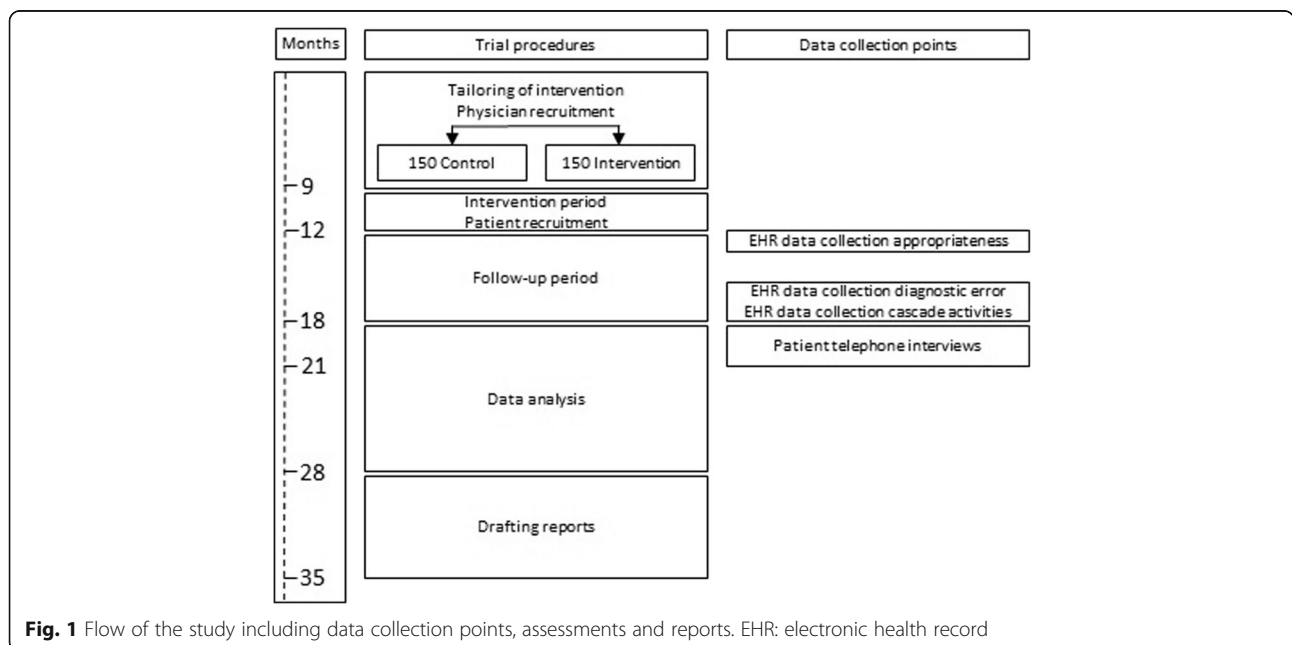 Months
Trial procedures
Data collection points
Tailoring of intervention
Physician recruitment
150 Control
150 Intervention
9
Intervention period
Patient recruitment
12
EHR data collection appropriateness
Follow-up period
EHR data collection diagnostic error
EHR data collection cascade activities
18
Patient telephone interviews
21
Data analysis
28
Drafting reports
35
Fig. 1 Flow of the study including data collection points, assessments and reports. EHR: electronic health record